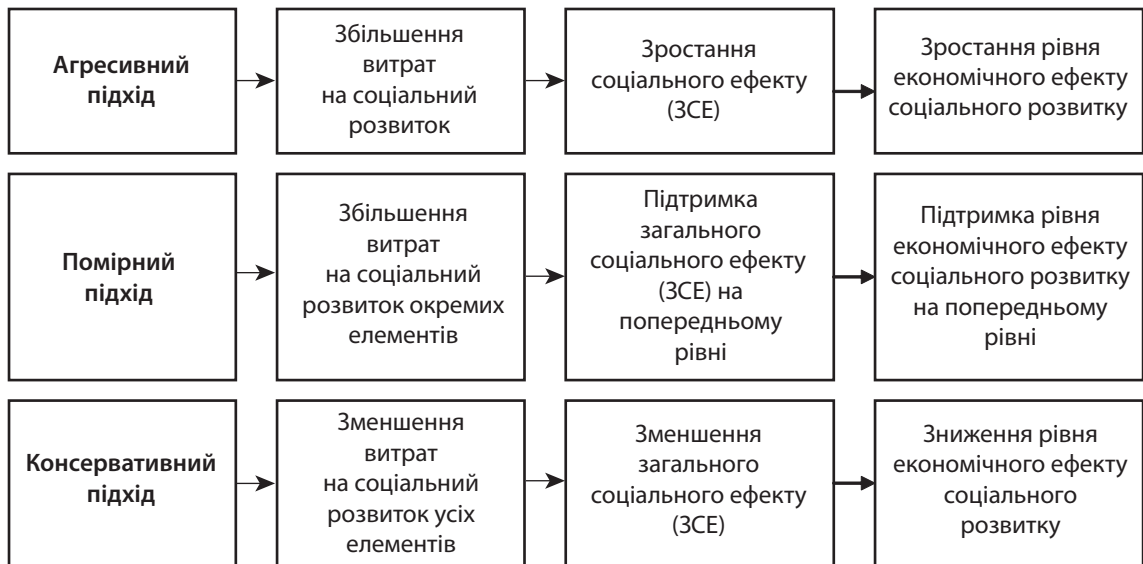 Агресивний
підхід
Збільшення
витрат
на соціальний
розвиток
Зростання
соціального ефекту
(ЗСЕ)
Зростання рівня
економічного ефекту
соціального розвитку
Помірний
підхід
Збільшення
витрат
на соціальний
розвиток окремих
елементів
Підтримка
загального
соціального ефекту
(ЗСЕ) на
попередньому
рівні
Підтримка рівня
економічного ефекту
соціального розвитку
на попередньому
рівні
Консервативний
підхід
Зменшення
витрат
на соціальний
розвиток усіх
елементів
Зменшення
загального
соціального ефекту
(ЗСЕ)
Зниження рівня
економічного ефекту
соціального
розвитку